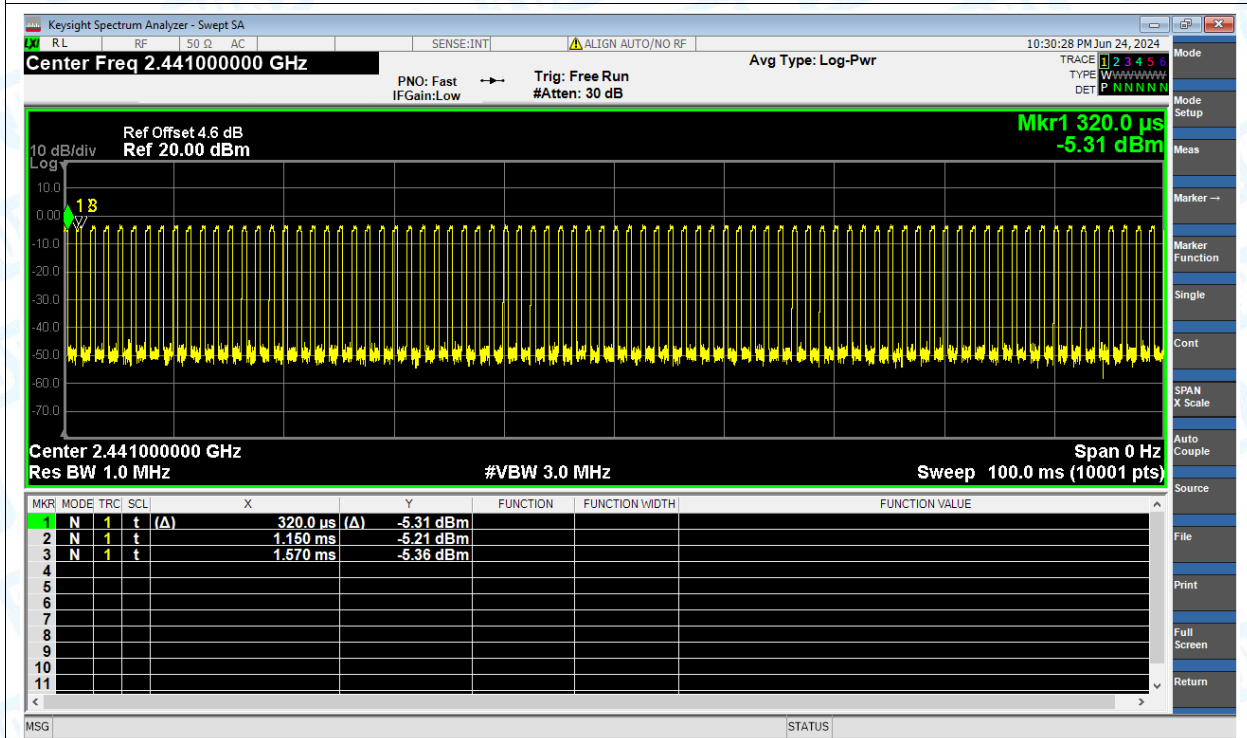 Keysight Spectrum Analyzer - Swept SA
LXI RL RF 50 Ω AC SENSE:INT ALIGN AUTO/NO RF 10:30:28 PM Jun 24, 2024
Center Freq 2.441000000 GHz
PNO: Fast
IFGain:Low
Trig: Free Run
#Atten: 30 dB
Avg Type: Log-Pwr
TRACE 1 2 3 4 5 6
TYPE WWWWWW
DET P N N N N N
Ref Offset 4.6 dB
10 dB/div Ref 20.00 dBm
Log
Mkr1 320.0 µs
-5.31 dBm
10.0
0.00
-10.0
-20.0
-30.0
-40.0
-50.0
-60.0
-70.0
1
3
Center 2.441000000 GHz Span 0 Hz
Res BW 1.0 MHz #VBW 3.0 MHz Sweep 100.0 ms (10001 pts)
MKR MODE TRC SCL X Y FUNCTION FUNCTION WIDTH FUNCTION VALUE
1 N 1 t (Δ) 320.0 µs (Δ) -5.31 dBm
2 N 1 t 1.150 ms -5.21 dBm
3 N 1 t 1.570 ms -5.36 dBm
4
5
6
7
8
9
10
11
MSG STATUS
Mode
Mode
Setup
Meas
Marker →
Marker
Function
Single
Cont
SPAN
X Scale
Auto
Couple
Source
File
Print
Full
Screen
Return